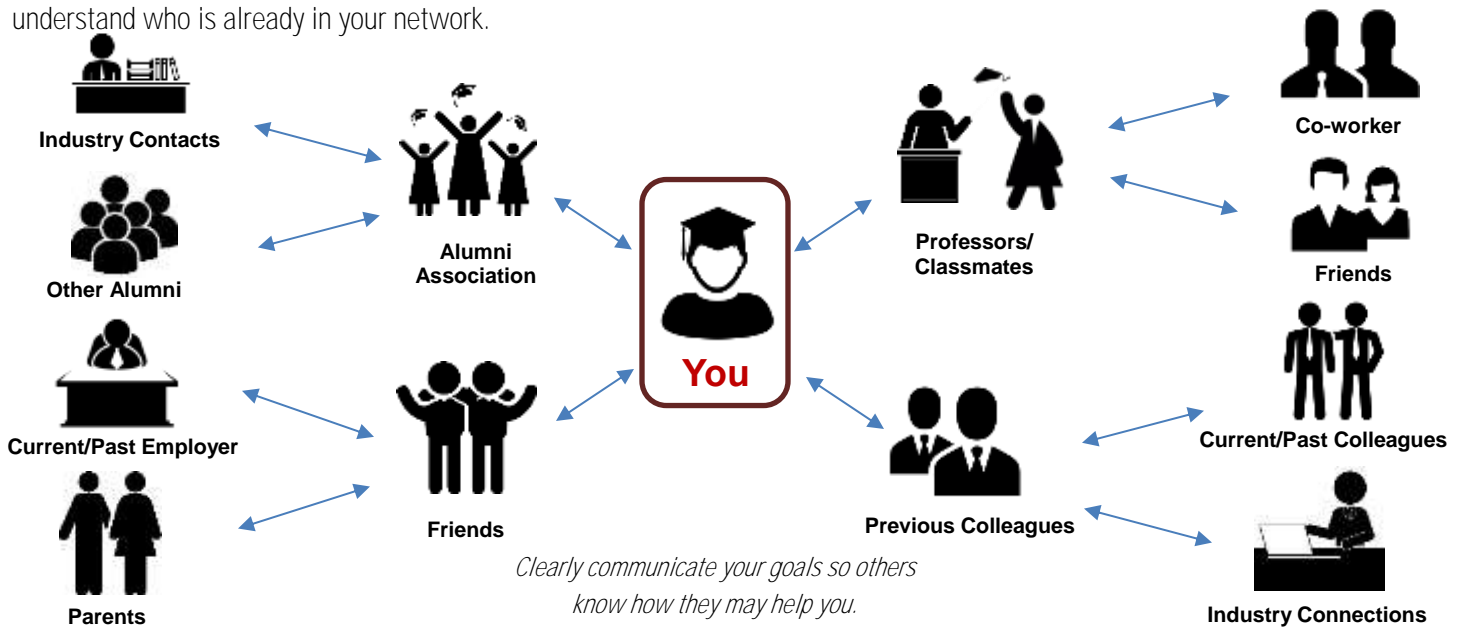 understand who is already in your network.
Industry Contacts
Other Alumni
Current/Past Employer
Parents
Alumni
Association
Friends
You
Professors/
Classmates
Previous Colleagues
Co-worker
Friends
Current/Past Colleagues
Industry Connections
Clearly communicate your goals so others
know how they may help you.